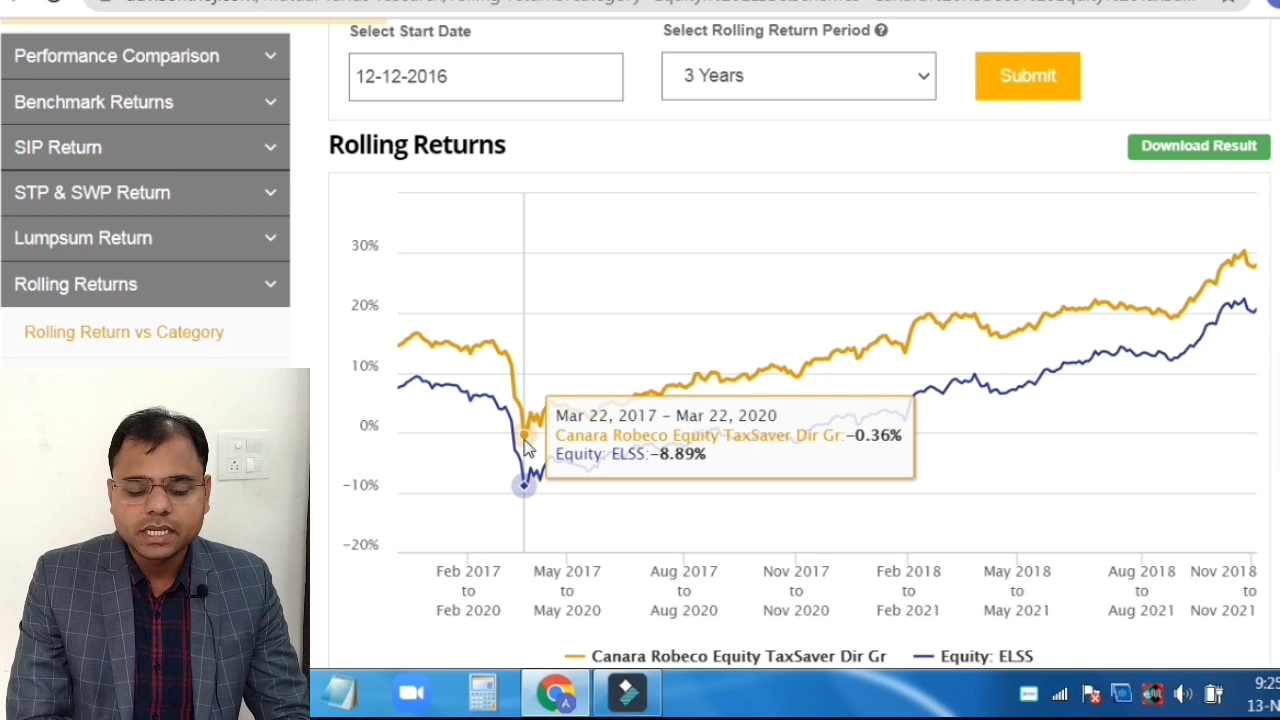 Select Start Date
Select Rolling Return Period
12-12-2016
3 Years
Submit
Performance Comparison
Benchmark Returns
SIP Return
STP & SWP Return
Lumpsum Return
Rolling Returns
Rolling Return vs Category
Rolling Returns
Download Result
30%
20%
10%
0%
-10%
-20%
Mar 22, 2017 – Mar 22, 2020
Canara Robeco Equity TaxSaver Dir Gr:-0.36%
Equity: ELSS:-8.89%
Feb 2017 to Feb 2020
May 2017 to May 2020
Aug 2017 to Aug 2020
Nov 2017 to Nov 2020
Feb 2018 to Feb 2021
May 2018 to May 2021
Aug 2018 to Aug 2021
Nov 2018 to Nov 2021
Canara Robeco Equity TaxSaver Dir Gr
Equity: ELSS
9:25
13-N